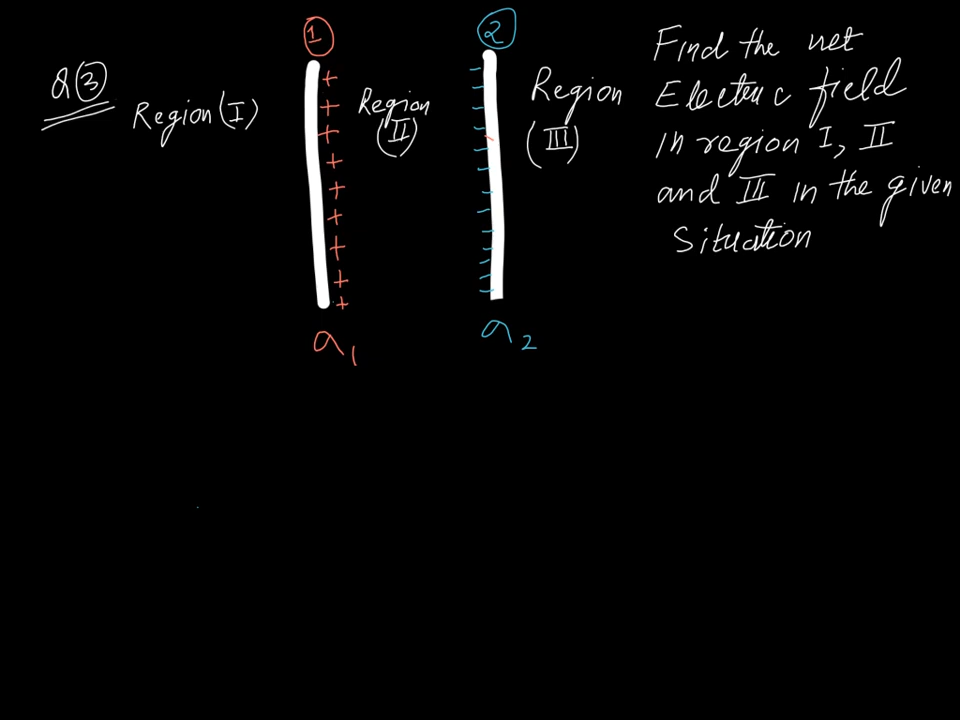 Q(3)
Region (I)
1
Region
(II)
2
Region
(III)
Find the net
Electric field
in region I, II
and III in the given
Situation
σ1
σ2